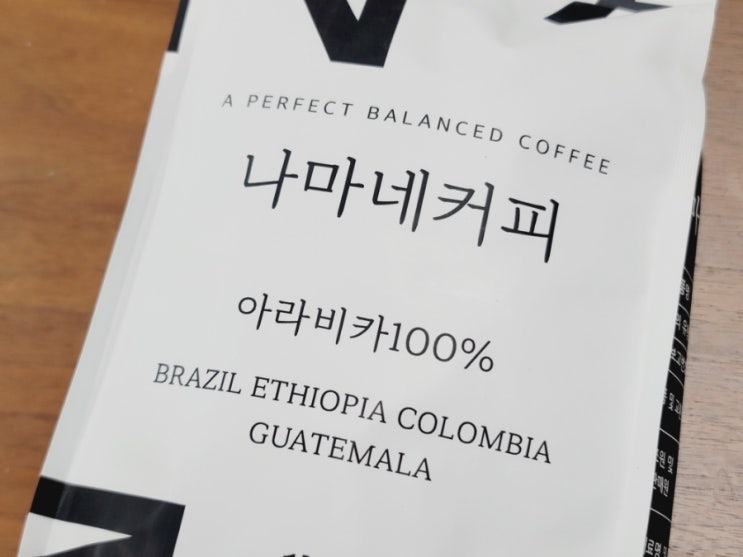 A PERFECT BALANCED COFFEE
나마네커피
아라비카100%
BRAZIL ETHIOPIA COLOMBIA
GUATEMALA